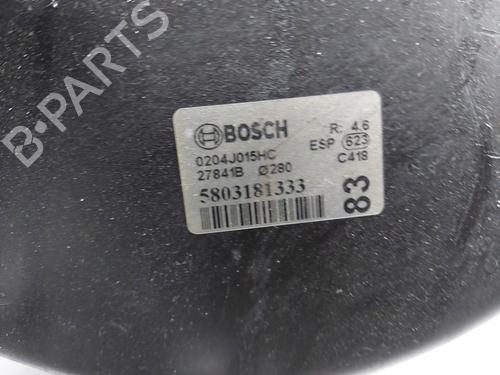 B-PARTS
BOSCH
R: 4.6
0204J015HC
ESP 623
27841B Ø280
C418
5803181333
83